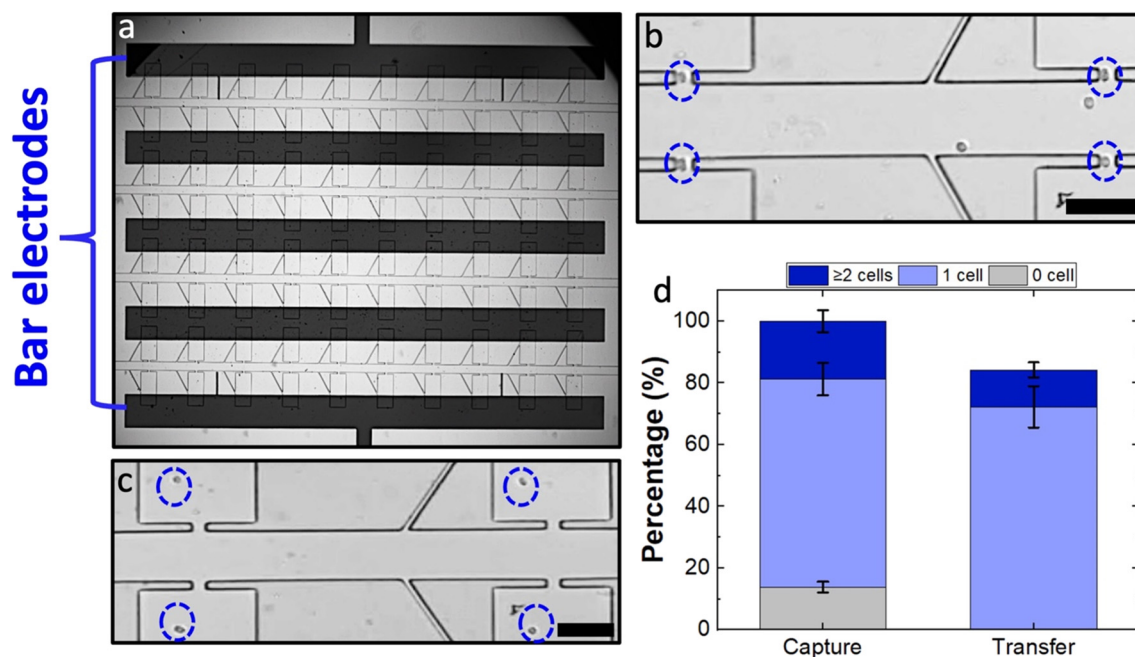 Bar electrodes
a
b
c
d
≥2 cells 1 cell 0 cell
Percentage (%)
100
80
60
40
20
0
Capture Transfer